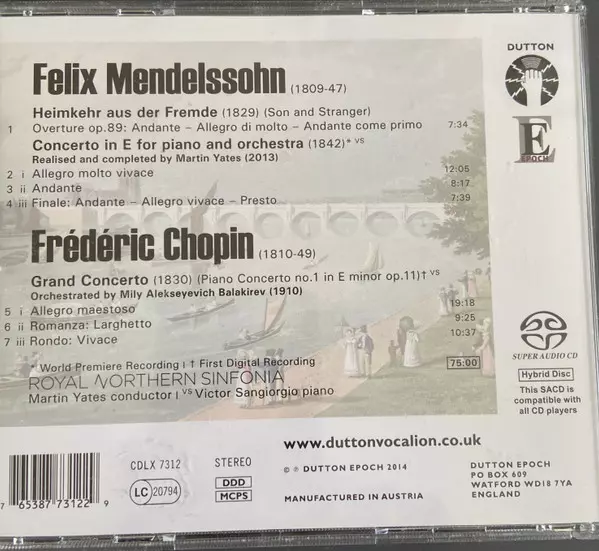 DUTTON
EPOCH
Felix Mendelssohn (1809-47)
Heimkehr aus der Fremde (1829) (Son and Stranger)
1 Overture op.89: Andante – Allegro di molto – Andante come primo 7:34
Concerto in E for piano and orchestra (1842)* VS
Realised and completed by Martin Yates (2013)
2 i Allegro molto vivace 12:05
3 ii Andante 8:17
4 iii Finale: Andante – Allegro vivace – Presto 7:39
Frédéric Chopin (1810-49)
Grand Concerto (1830) (Piano Concerto no.1 in E minor op.11)† VS
Orchestrated by Mily Alekseyevich Balakirev (1910)
5 i Allegro maestoso 19:18
6 ii Romanza: Larghetto 9:25
7 iii Rondo: Vivace 10:37
* World Premiere Recording | † First Digital Recording 75:00
ROYAL NORTHERN SINFONIA
Martin Yates conductor | VS Victor Sangiorgio piano
SUPER AUDIO CD
Hybrid Disc
This SACD is
compatible with
all CD players
www.duttonvocalion.co.uk
CDLX 7312 STEREO
LC 20794
DDD
MCPS
© ℗ DUTTON EPOCH 2014
MANUFACTURED IN AUSTRIA
DUTTON EPOCH
PO BOX 609
WATFORD WD18 7YA
ENGLAND
7 65387 73122 9